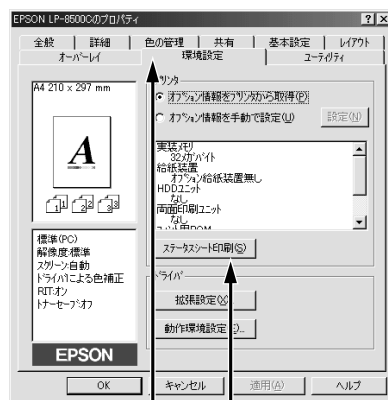 EPSON LP-8500Cのプロパティ
全般 詳細 色の管理 共有 基本設定 レイアウト
オーバーレイ 環境設定 ユーティリティ
A4 210 x 297 mm
プリンタ
オプション情報をプリンタから取得(P)
オプション情報を手動で設定(U)
設定(N)
実装メモリ
32メガバイト
給紙装置
オプション給紙装置無し
HDDユニット
なし
両面印刷ユニット
なし
A
1 2 3
ステータスシート印刷(S)
標準(PC)
解像度:標準
スクリーン:自動
ドライバによる色補正
RIT:オン
トナーセーブ:オフ
ドライバ
拡張設定(X)...
EPSON
OK キャンセル 適用(A) ヘルプ